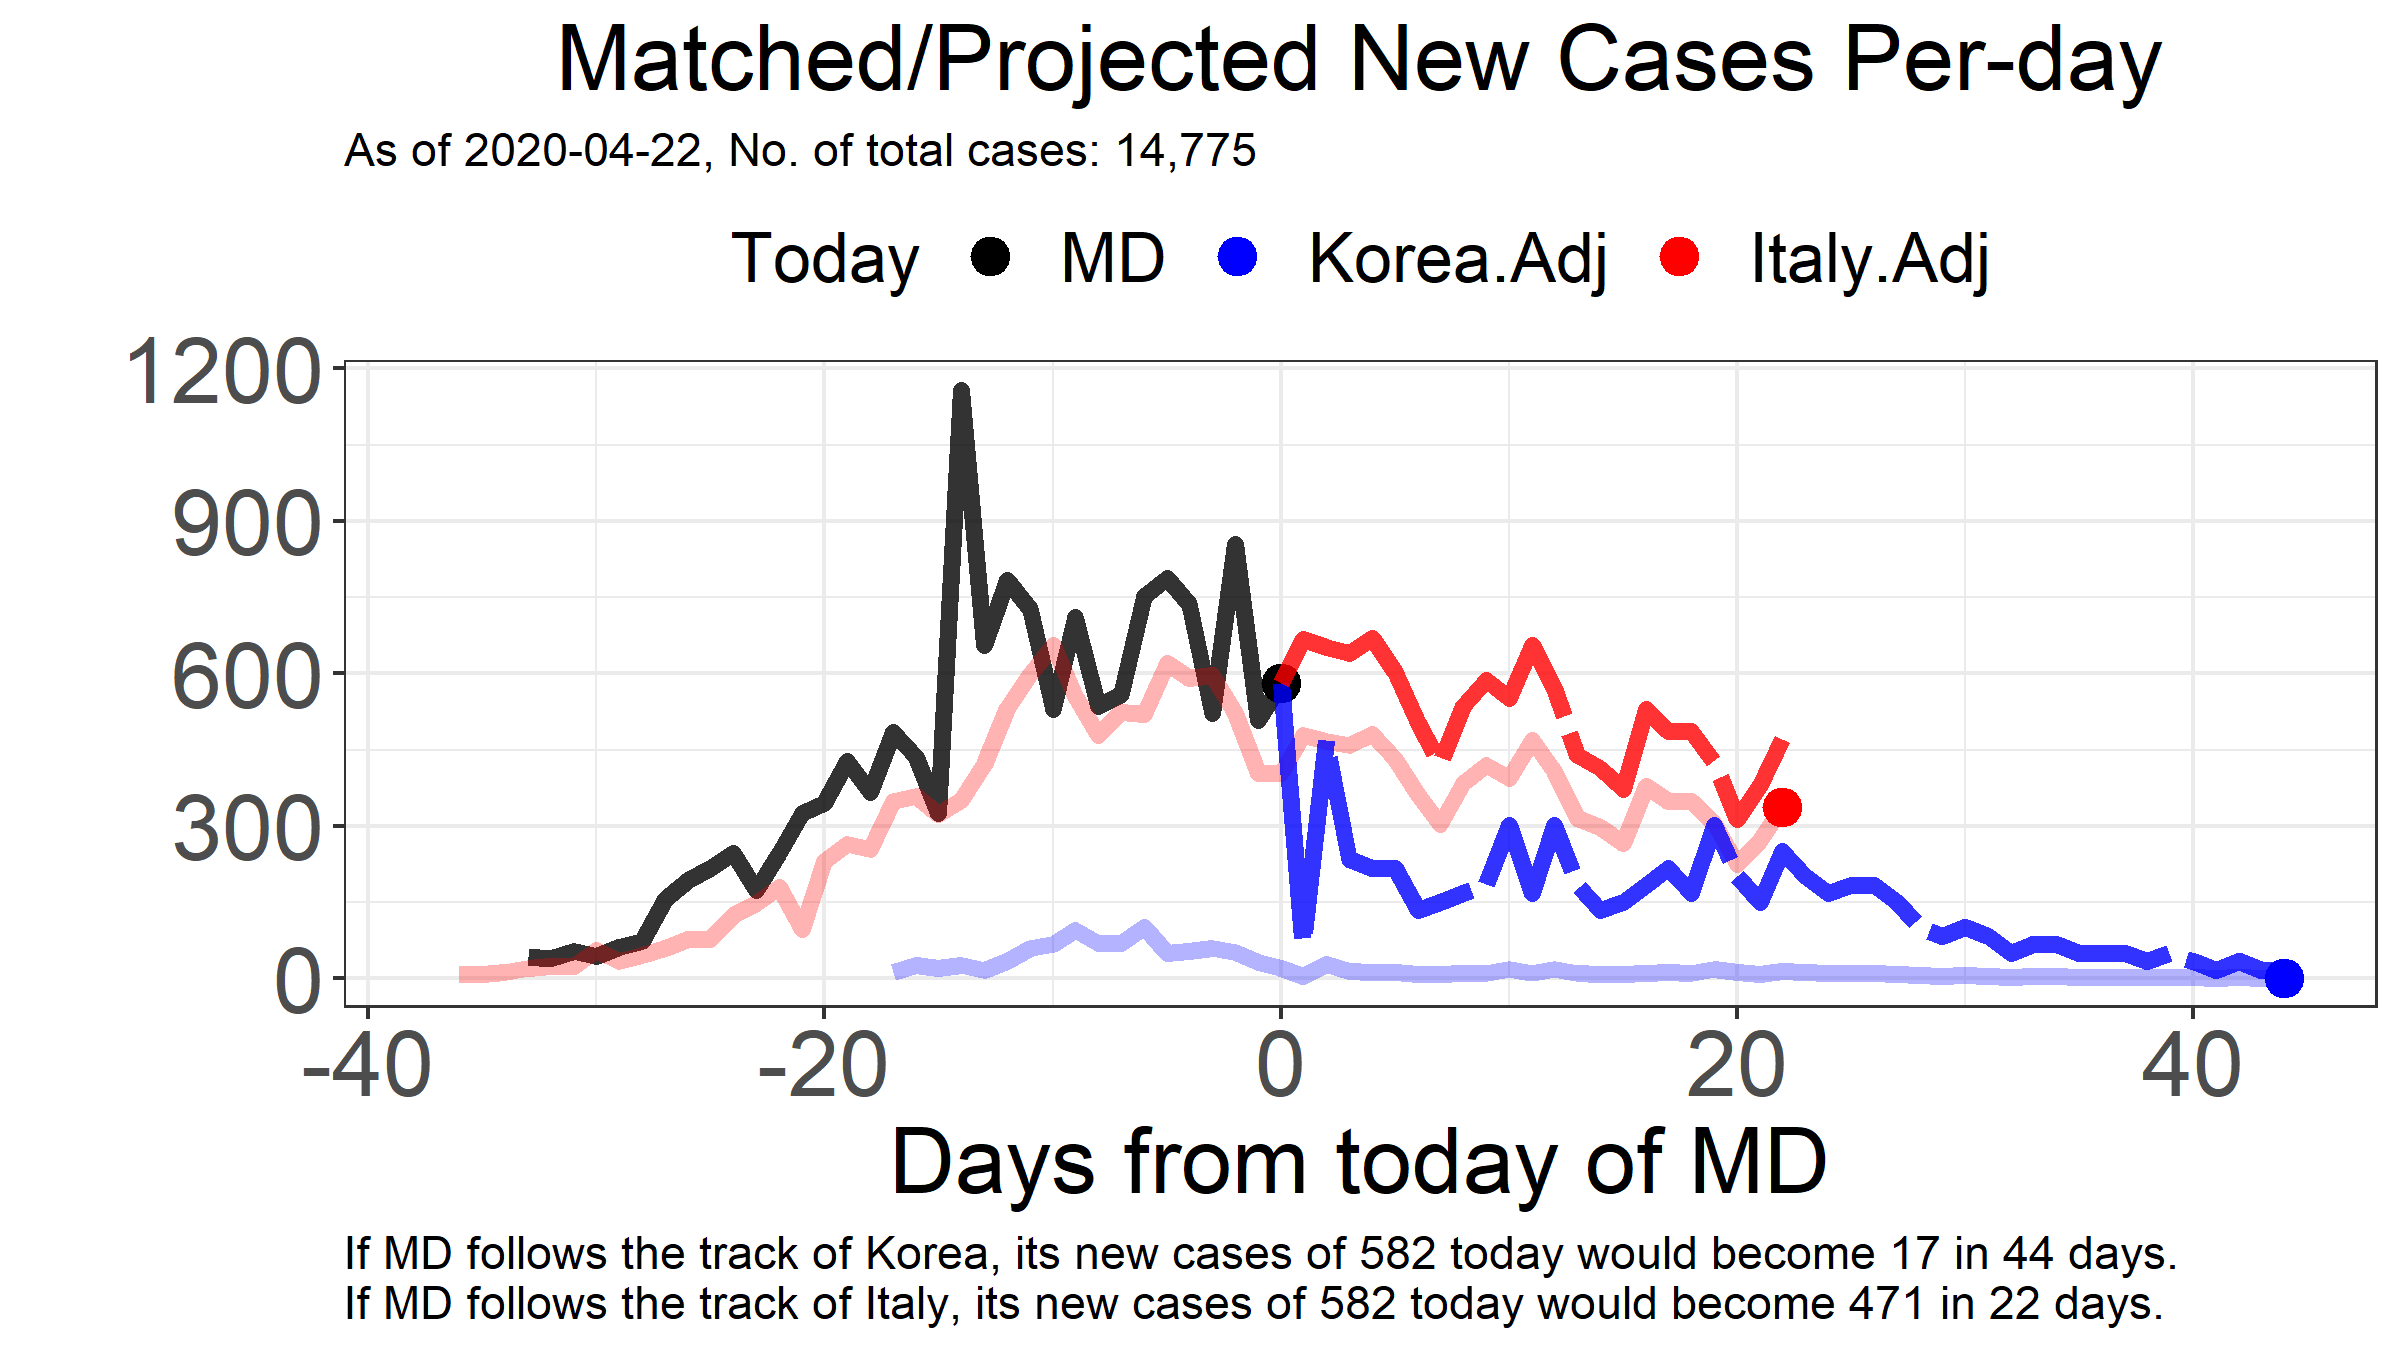 Matched/Projected New Cases Per-day
As of 2020-04-22, No. of total cases: 14,775
Today MD Korea.Adj Italy.Adj
1200
900
600
300
0
-40 -20 0 20 40
Days from today of MD
If MD follows the track of Korea, its new cases of 582 today would become 17 in 44 days.
If MD follows the track of Italy, its new cases of 582 today would become 471 in 22 days.